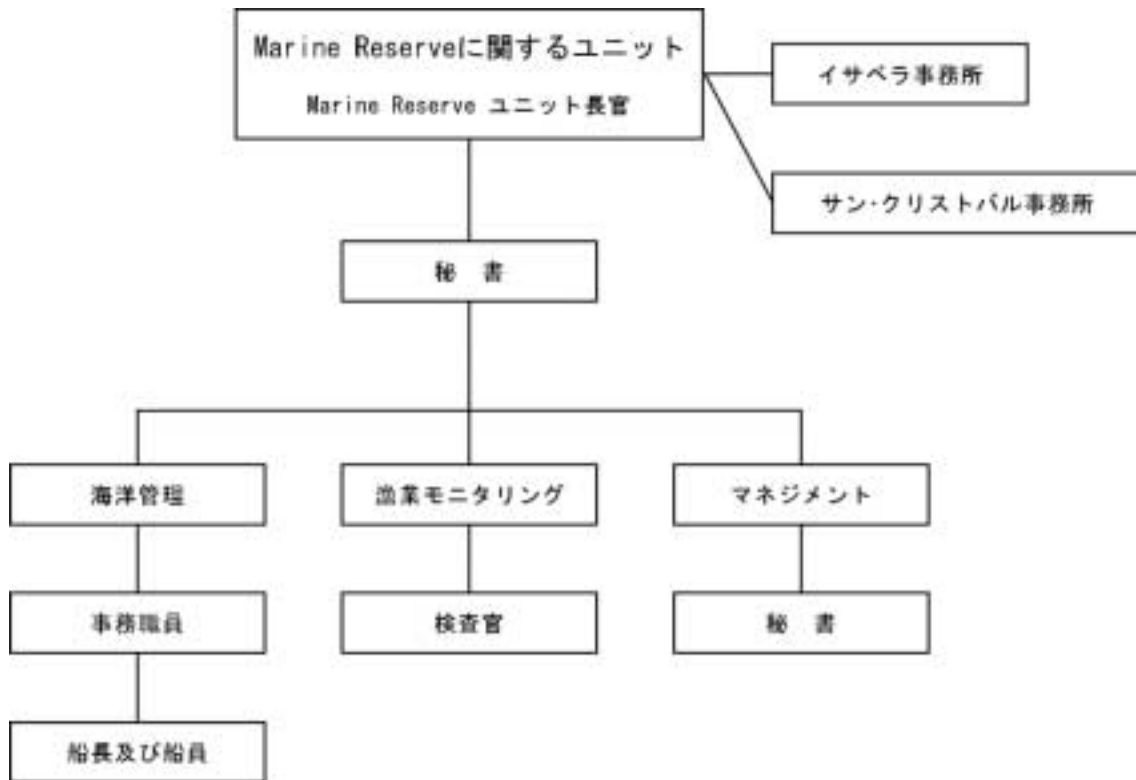 Marine Reserveに関するユニット
Marine Reserve ユニット長官
イサベラ事務所
サン・クリストバル事務所
秘 書
海洋管理
漁業モニタリング
マネジメント
事務職員
検査官
秘 書
船長及び船員